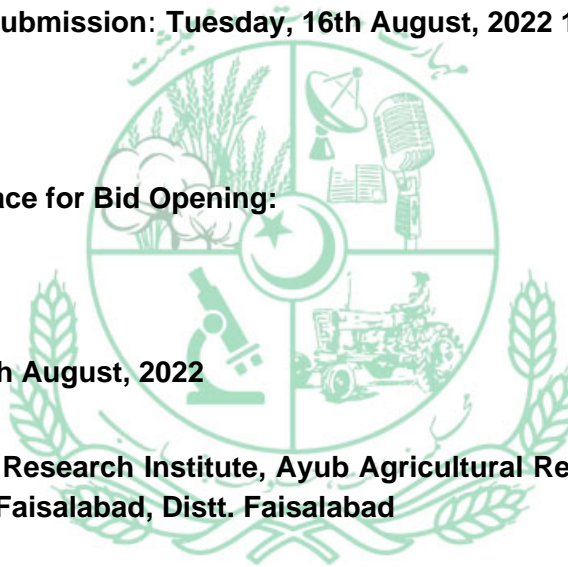 ubmission: Tuesday, 16th August, 2022 1
ace for Bid Opening:
h August, 2022
Research Institute, Ayub Agricultural Re
Faisalabad, Distt. Faisalabad